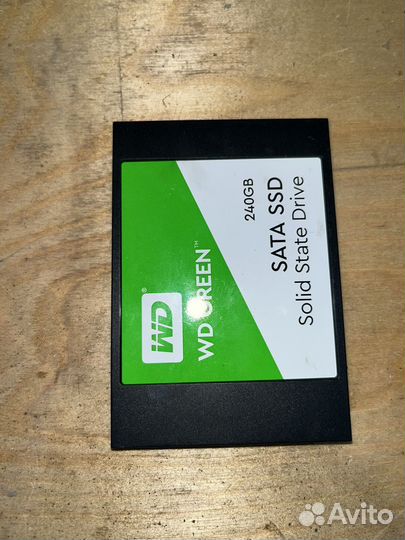 WD®
WD GREEN™
240GB
SATA SSD
Solid State Drive
Avito